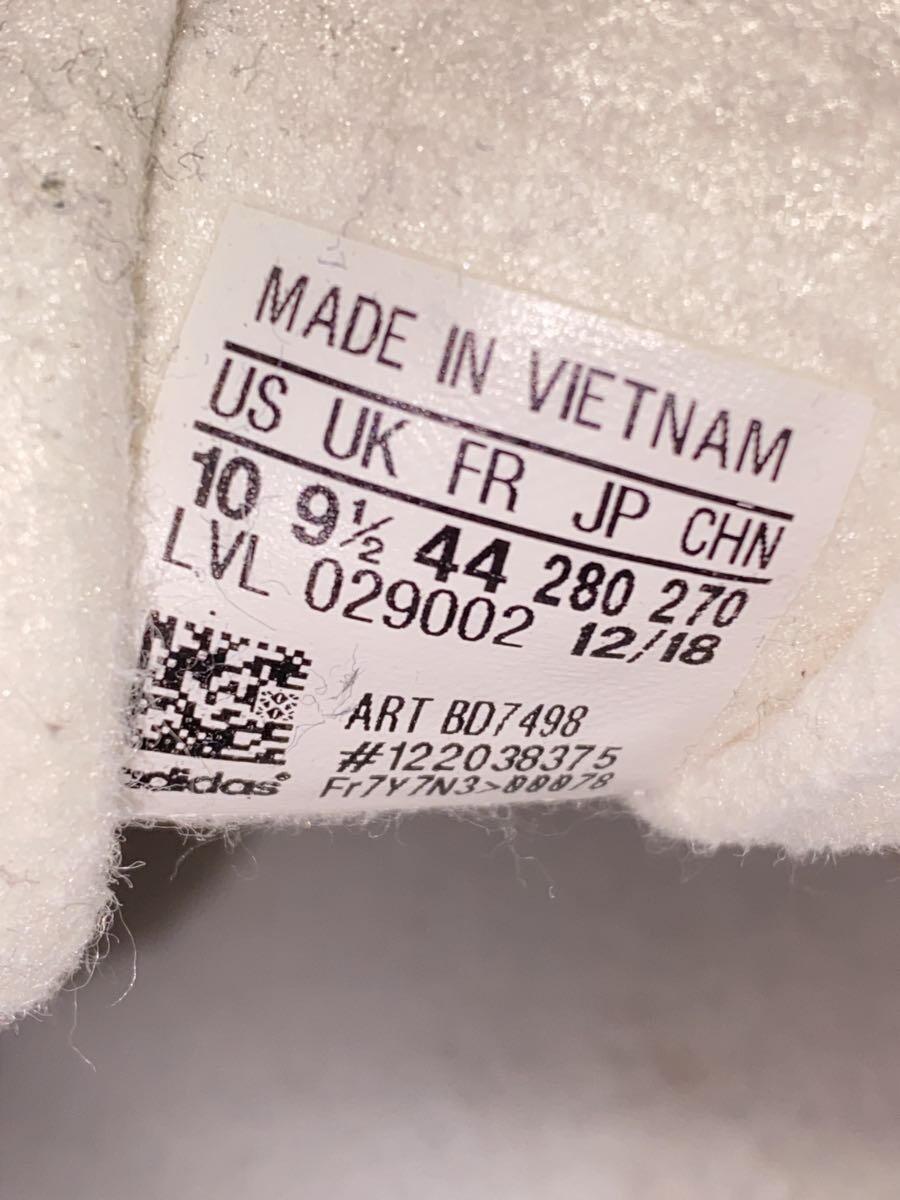 MADE IN VIETNAM
US UK FR JP CHN
10 9½ 44 280 270
LVL 029002 12/18
ART BD7498
#122038375
adidas
Fr7Y7N3>00078